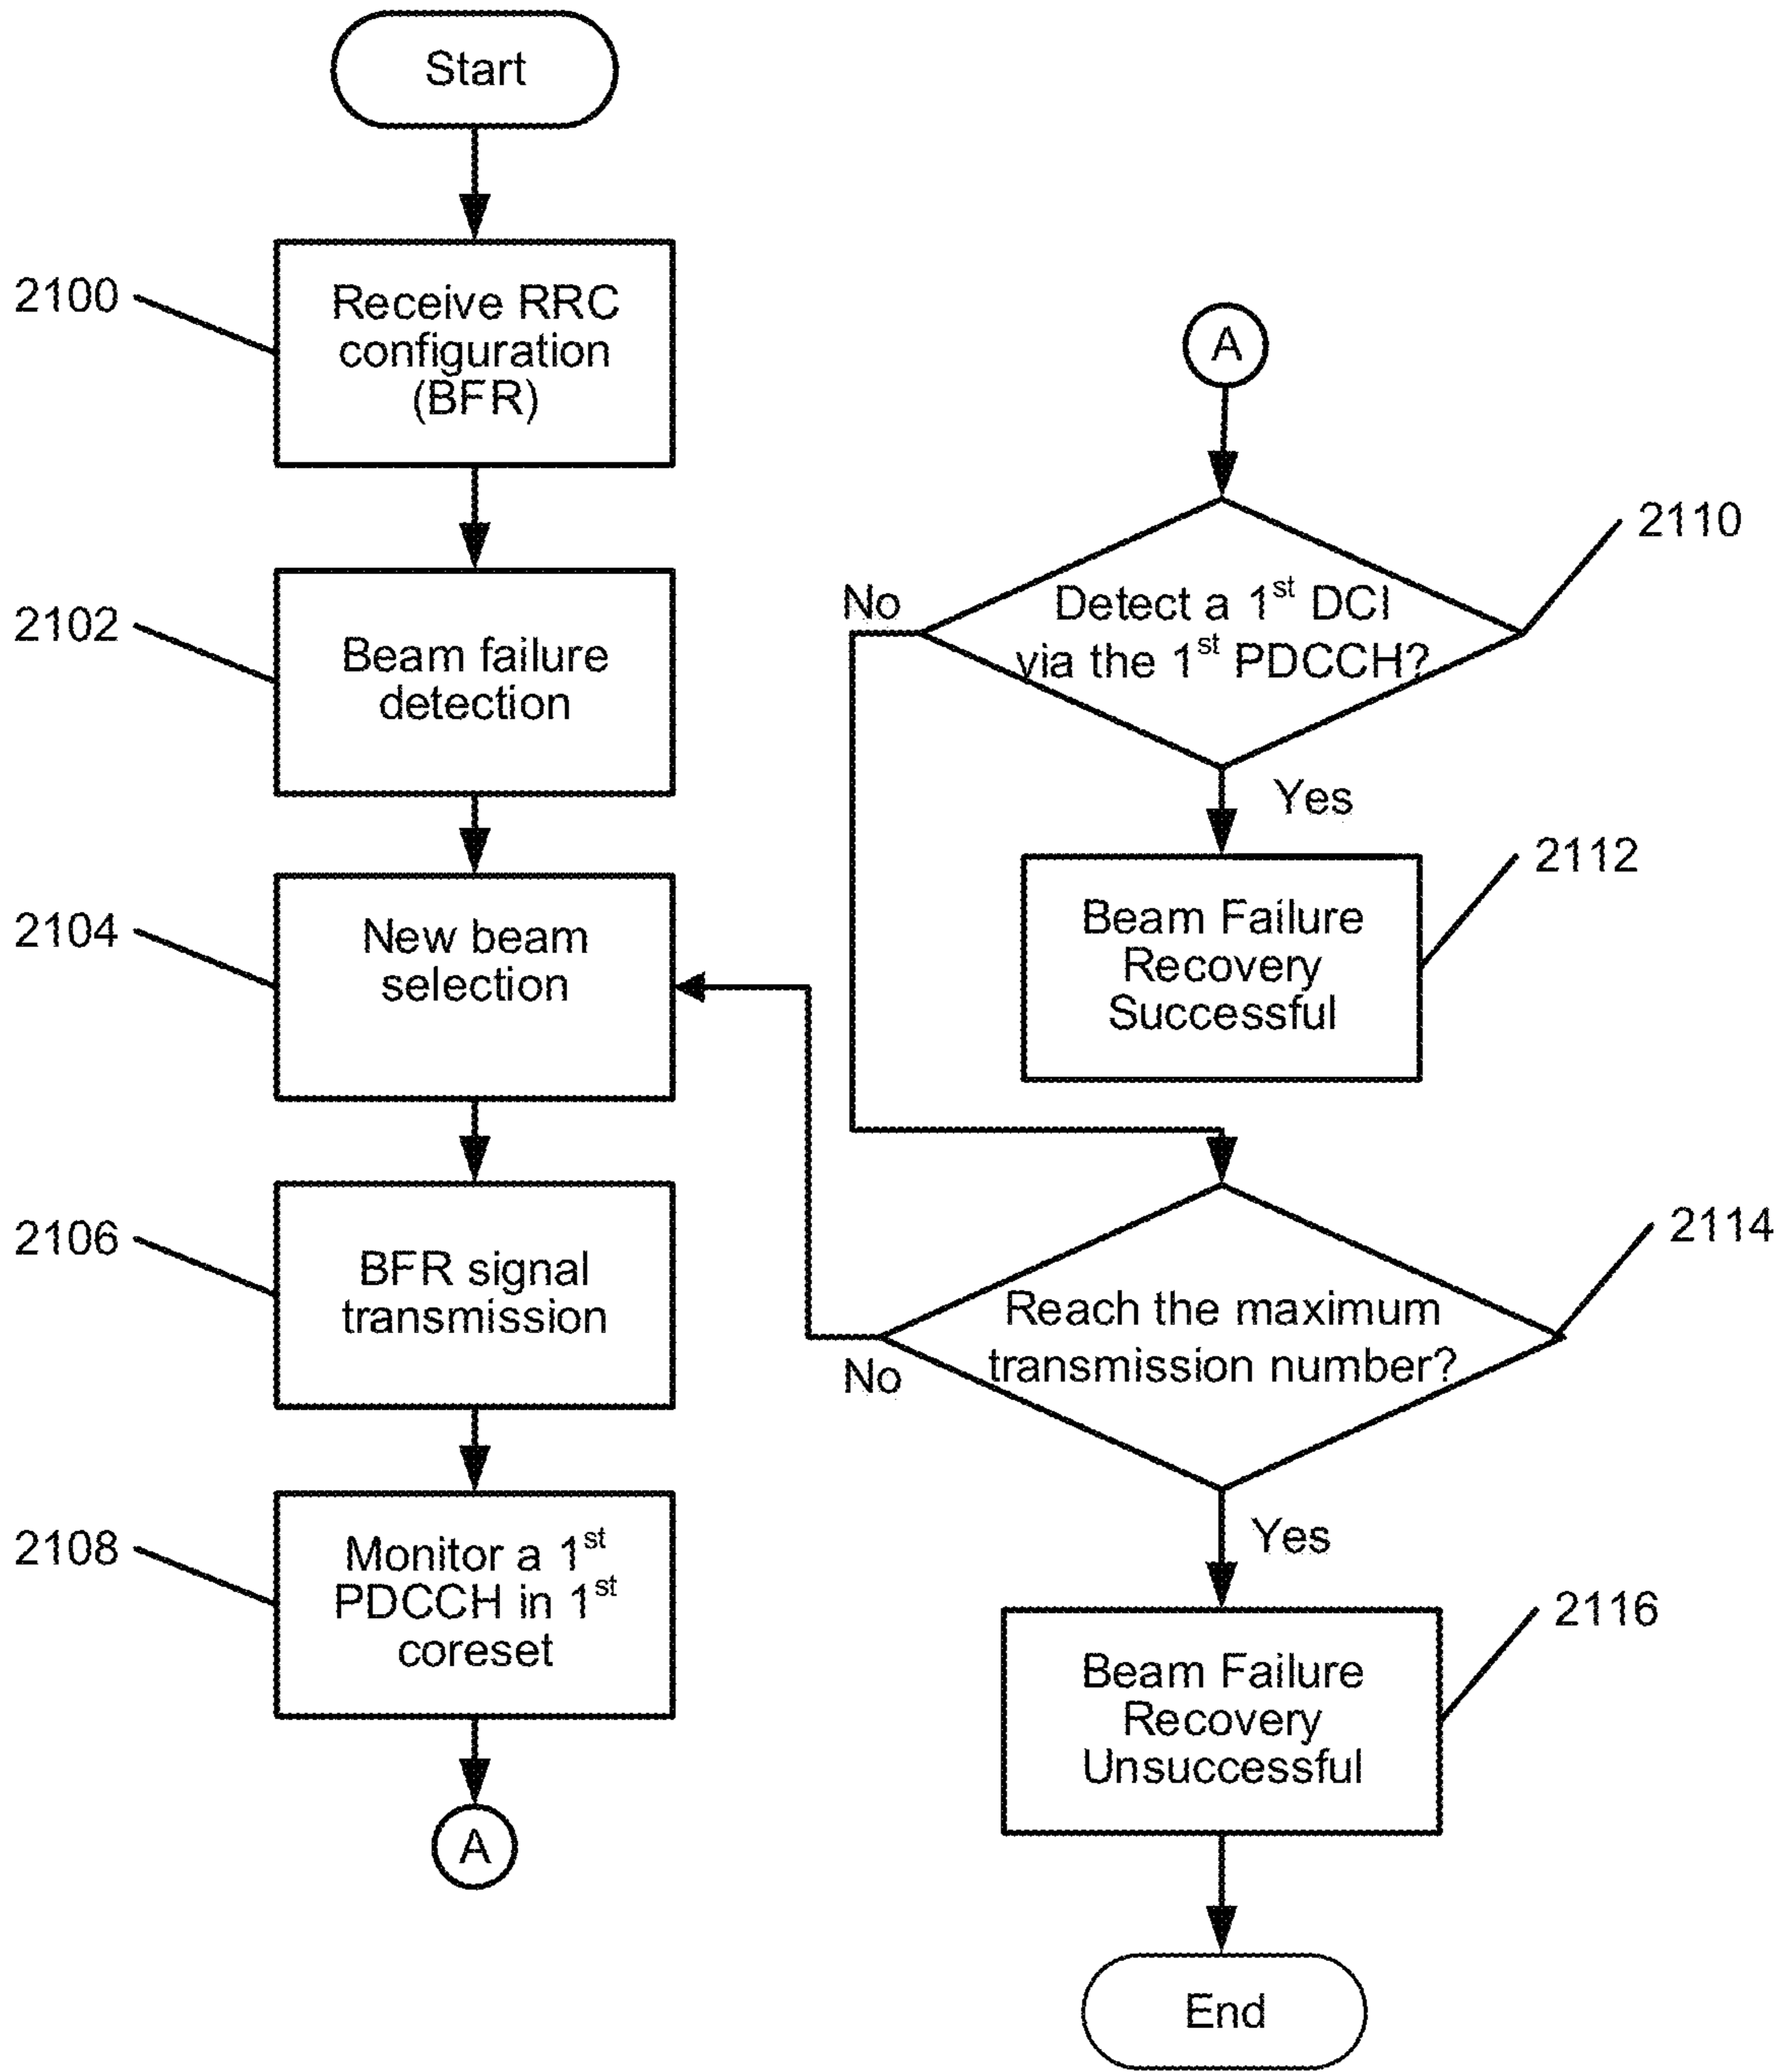 Start
2100
Receive RRC
configuration
(BFR)
2102
Beam failure
detection
2104
New beam
selection
2106
BFR signal
transmission
2108
Monitor a 1st
PDCCH in 1st
coreset
A
A
2110
No
Detect a 1st DCI
via the 1st PDCCH?
Yes
2112
Beam Failure
Recovery
Successful
2114
Reach the maximum
transmission number?
No
Yes
2116
Beam Failure
Recovery
Unsuccessful
End